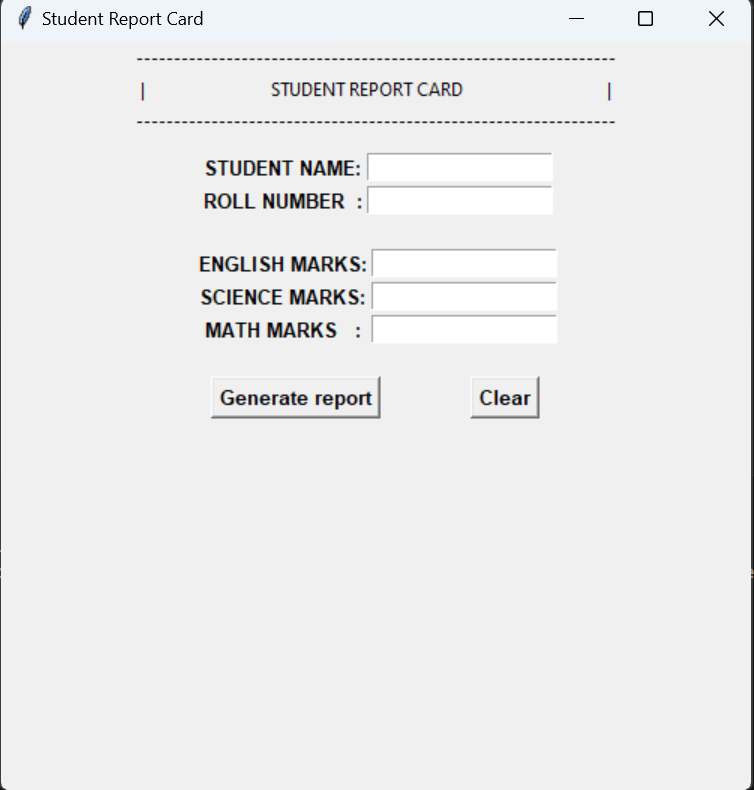 Student Report Card
----------------------------------------------------------------
| STUDENT REPORT CARD |
----------------------------------------------------------------
STUDENT NAME:
ROLL NUMBER :
ENGLISH MARKS:
SCIENCE MARKS:
MATH MARKS :
Generate report Clear